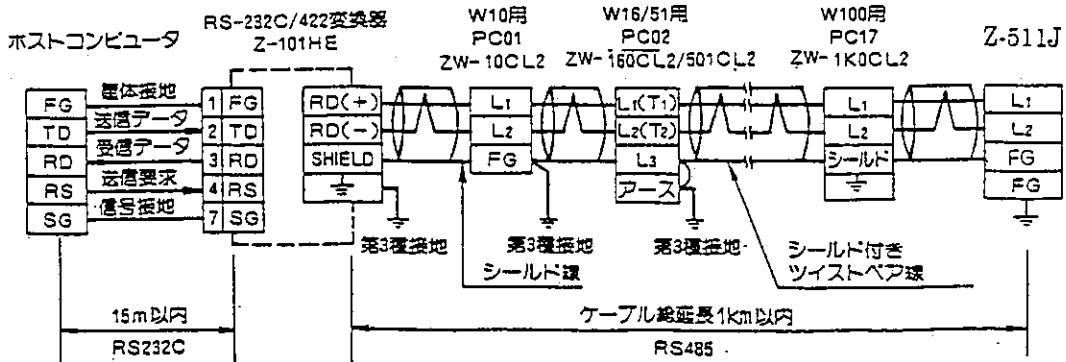 ホストコンピュータ
RS-232C/422変換器
Z-101HE
W10用
PC01
ZW-10CL2
W16/51用
PC02
ZW-160CL2/501CL2
W100用
PC17
ZW-1K0CL2
Z-511J
FG 筐体接地 1 FG
TD 送信データ 2 TD
RD 受信データ 3 RD
RS 送信要求 4 RS
SG 信号接地 7 SG
RD(+)
RD(-)
SHIELD
L1
L2
FG
L1(T1)
L2(T2)
L3
アース
L1
L2
シールド
L1
L2
FG
FG
第3種接地
第3種接地
第3種接地
シールド線
シールド付き
ツイストペア線
15m以内
RS232C
ケーブル総延長1km以内
RS485